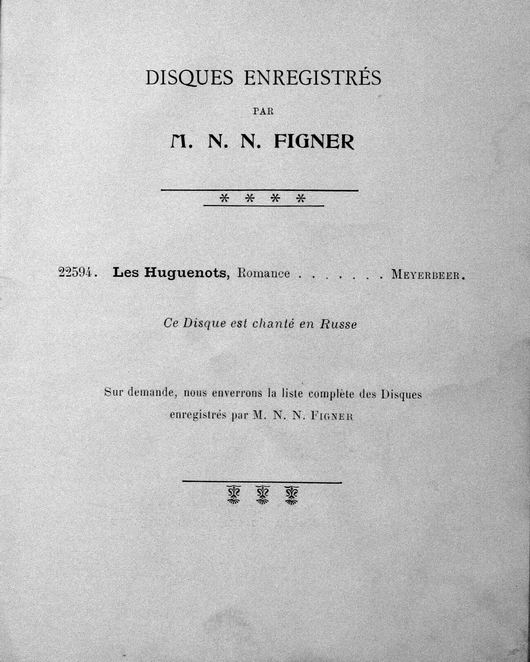 DISQUES ENREGISTRÉS
PAR
M. N. N. FIGNER
22594. Les Huguenots, Romance . . . . . . . MEYERBEER.
Ce Disque est chanté en Russe
Sur demande, nous enverrons la liste complète des Disques
enregistrés par M. N. N. FIGNER